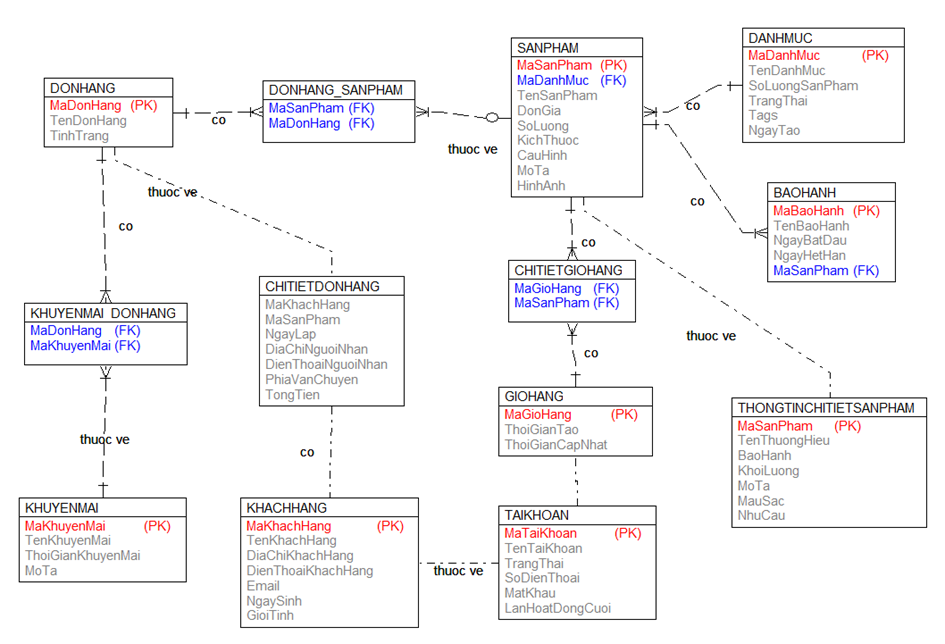 DONHANG
MaDonHang (PK)
TenDonHang
TinhTrang
co
DONHANG_SANPHAM
MaSanPham (FK)
MaDonHang (FK)
thuoc ve
SANPHAM
MaSanPham (PK)
MaDanhMuc (FK)
TenSanPham
DonGia
SoLuong
KichThuoc
CauHinh
MoTa
HinhAnh
co
DANHMUC
MaDanhMuc (PK)
TenDanhMuc
SoLuongSanPham
TrangThai
Tags
NgayTao
co
BAOHANH
MaBaoHanh (PK)
TenBaoHanh
NgayBatDau
NgayHetHan
MaSanPham (FK)
thuoc ve
co
co
CHITIETGIOHANG
MaGioHang (FK)
MaSanPham (FK)
CHITIETDONHANG
MaKhachHang
MaSanPham
NgayLap
DiaChiNguoiNhan
DienThoaiNguoiNhan
PhiaVanChuyen
TongTien
KHUYENMAI DONHANG
MaDonHang (FK)
MaKhuyenMai (FK)
thuoc ve
co
GIOHANG
MaGioHang (PK)
ThoiGianTao
ThoiGianCapNhat
THONGTINCHITIETSANPHAM
MaSanPham (PK)
TenThuongHieu
BaoHanh
KhoiLuong
MoTa
MauSac
NhuCau
thuoc ve
co
KHUYENMAI
MaKhuyenMai (PK)
TenKhuyenMai
ThoiGianKhuyenMai
MoTa
KHACHHANG
MaKhachHang (PK)
TenKhachHang
DiaChiKhachHang
DienThoaiKhachHang
Email
NgaySinh
GioiTinh
thuoc ve
TAIKHOAN
MaTaiKhoan (PK)
TenTaiKhoan
TrangThai
SoDienThoai
MatKhau
LanHoatDongCuoi